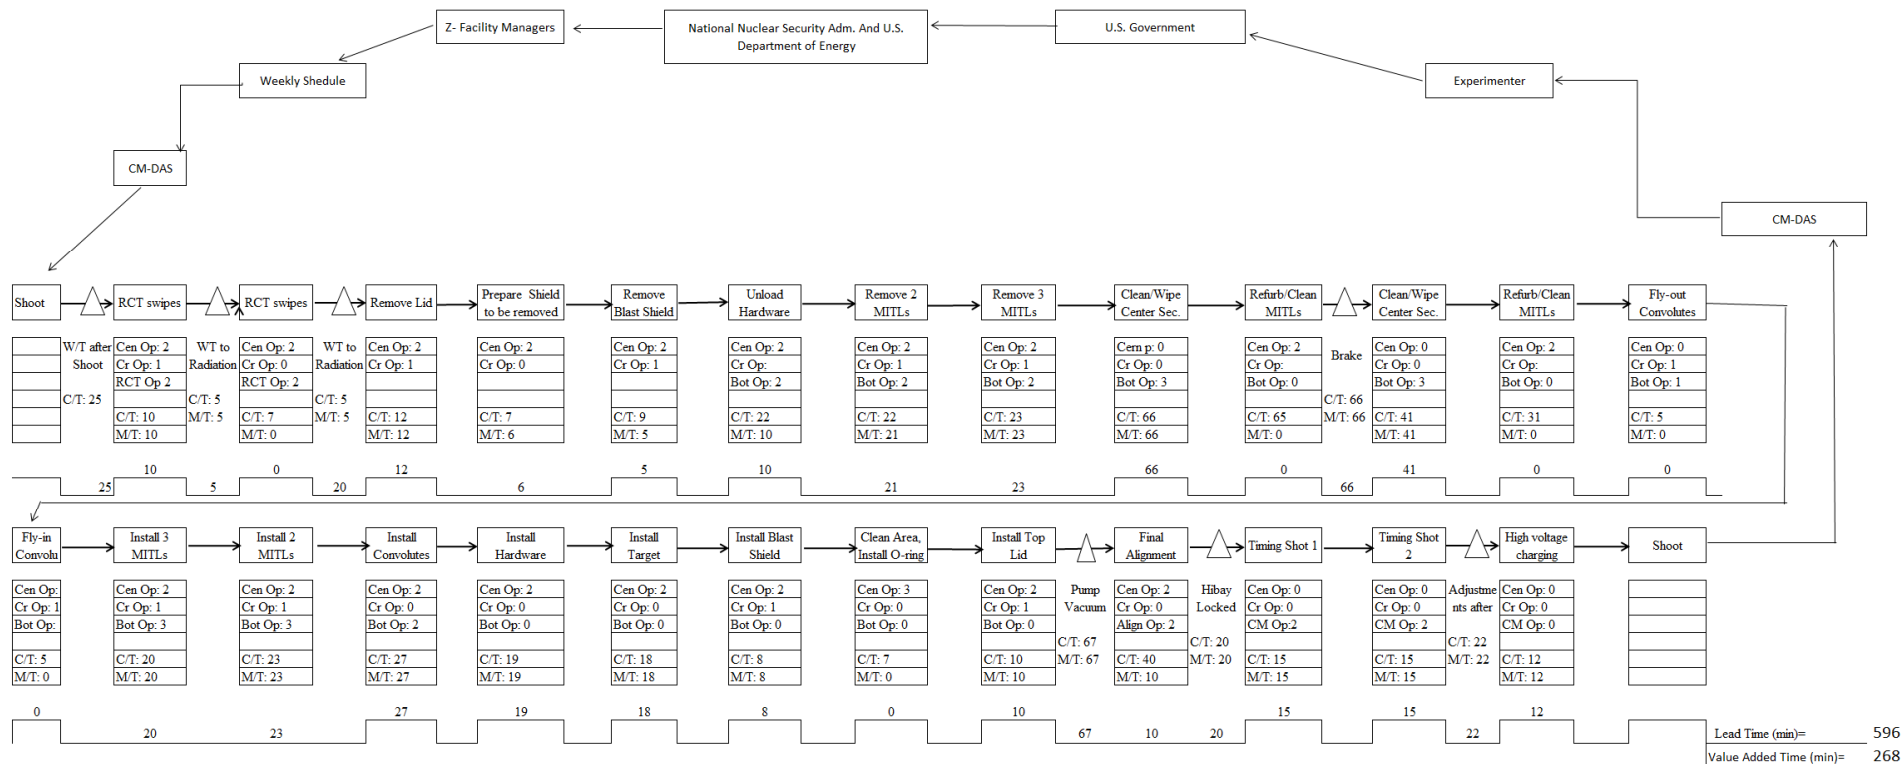 Z- Facility Managers
National Nuclear Security Adm. And U.S.
Department of Energy
U.S. Government
Weekly Shedule
Experimenter
CM-DAS
CM-DAS
Shoot
RCT swipes
RCT swipes
Remove Lid
Prepare Shield
to be removed
Remove
Blast Shield
Unload
Hardware
Remove 2
MITLs
Remove 3
MITLs
Clean/Wipe
Center Sec.
Refurb/Clean
MITLs
Clean/Wipe
Center Sec.
Refurb/Clean
MITLs
Fly-out
Convolutes
W/T after
Shoot
C/T: 25
Cen Op: 2
Cr Op: 1
RCT Op 2
C/T: 10
M/T: 10
WT to
Radiation
C/T: 5
M/T: 5
Cen Op: 2
Cr Op: 0
RCT Op: 2
C/T: 7
M/T: 0
WT to
Radiation
C/T: 5
M/T: 5
Cen Op: 2
Cr Op: 1
C/T: 12
M/T: 12
Cen Op: 2
Cr Op: 0
C/T: 7
M/T: 6
Cen Op: 2
Cr Op: 1
C/T: 9
M/T: 5
Cen Op: 2
Cr Op:
Bot Op: 2
C/T: 22
M/T: 10
Cen Op: 2
Cr Op: 1
Bot Op: 2
C/T: 22
M/T: 21
Cen Op: 2
Cr Op: 1
Bot Op: 2
C/T: 23
M/T: 23
Cern p: 0
Cr Op: 0
Bot Op: 3
C/T: 66
M/T: 66
Cen Op: 2
Cr Op:
Bot Op: 0
C/T: 65
M/T: 0
Brake
C/T: 66
M/T: 66
Cen Op: 0
Cr Op: 0
Bot Op: 3
C/T: 41
M/T: 41
Cen Op: 2
Cr Op:
Bot Op: 0
C/T: 31
M/T: 0
Cen Op: 0
Cr Op: 1
Bot Op: 1
C/T: 5
M/T: 0
25
10
5
0
20
12
6
5
10
21
23
66
0
66
41
0
0
Fly-in
Convolu
Install 3
MITLs
Install 2
MITLs
Install
Convolutes
Install
Hardware
Install
Target
Install Blast
Shield
Clean Area,
Install O-ring
Install Top
Lid
Final
Alignment
Timing Shot 1
Timing Shot
2
High voltage
charging
Shoot
Cen Op:
Cr Op: 1
Bot Op:
C/T: 5
M/T: 0
Cen Op: 2
Cr Op: 1
Bot Op: 3
C/T: 20
M/T: 20
Cen Op: 2
Cr Op: 1
Bot Op: 3
C/T: 23
M/T: 23
Cen Op: 2
Cr Op: 0
Bot Op: 2
C/T: 27
M/T: 27
Cen Op: 2
Cr Op: 0
Bot Op: 0
C/T: 19
M/T: 19
Cen Op: 2
Cr Op: 0
Bot Op: 0
C/T: 18
M/T: 18
Cen Op: 2
Cr Op: 1
Bot Op: 0
C/T: 8
M/T: 8
Cen Op: 3
Cr Op: 0
Bot Op: 0
C/T: 7
M/T: 0
Cen Op: 2
Cr Op: 1
Bot Op: 0
C/T: 10
M/T: 10
Pump
Vacuum
C/T: 67
M/T: 67
Cen Op: 2
Cr Op: 0
Align Op: 2
C/T: 40
M/T: 10
Hibay
Locked
C/T: 20
M/T: 20
Cen Op: 0
Cr Op: 0
CM Op:2
C/T: 15
M/T: 15
Cen Op: 0
Cr Op: 0
CM Op: 2
C/T: 15
M/T: 15
Adjustme
nts after
C/T: 22
M/T: 22
Cen Op: 0
Cr Op: 0
CM Op: 0
C/T: 12
M/T: 12
0
20
23
27
19
18
8
0
10
67
10
20
15
15
22
12
Lead Time (min)= 596
Value Added Time (min)= 268